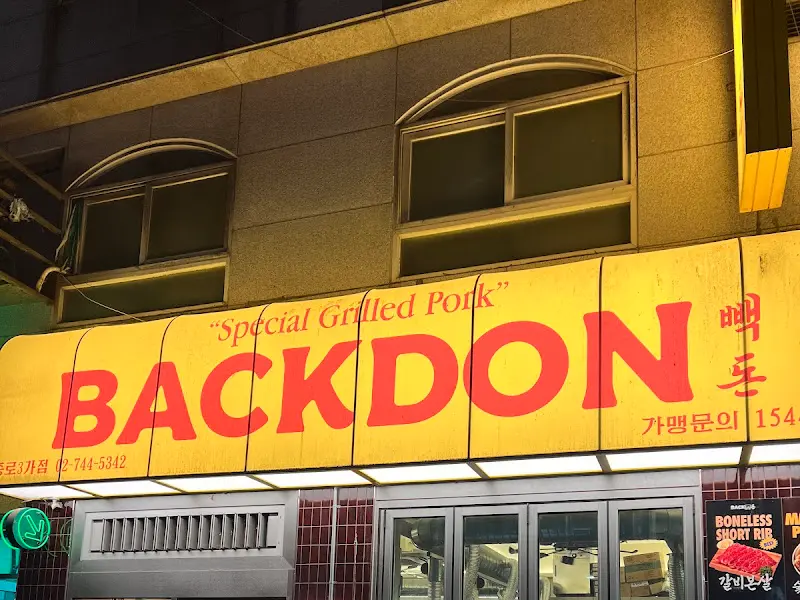 “Special Grilled Pork”
BACKDON
빽
돈
가맹문의 154
종로3가점 02-744-5342
BONELESS
SHORT RIB
갈비본살